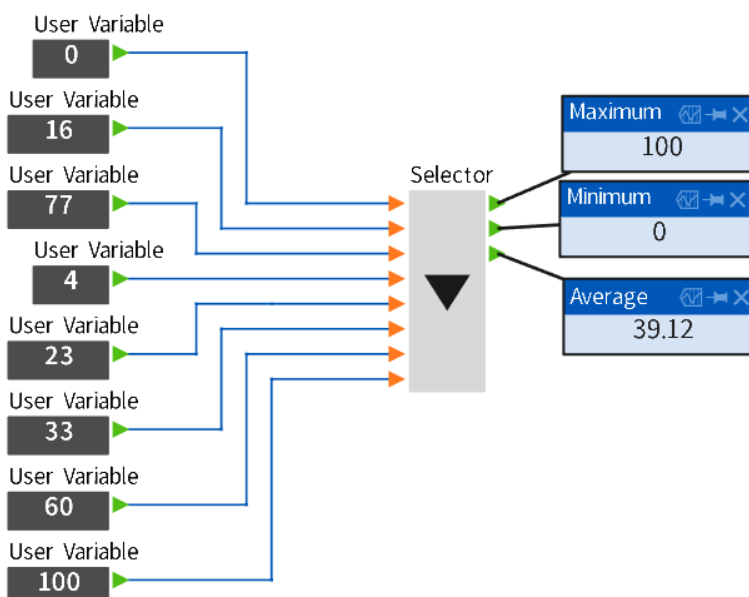 User Variable
0
User Variable
16
User Variable
77
User Variable
4
User Variable
23
User Variable
33
User Variable
60
User Variable
100
Selector
Maximum
100
Minimum
0
Average
39.12